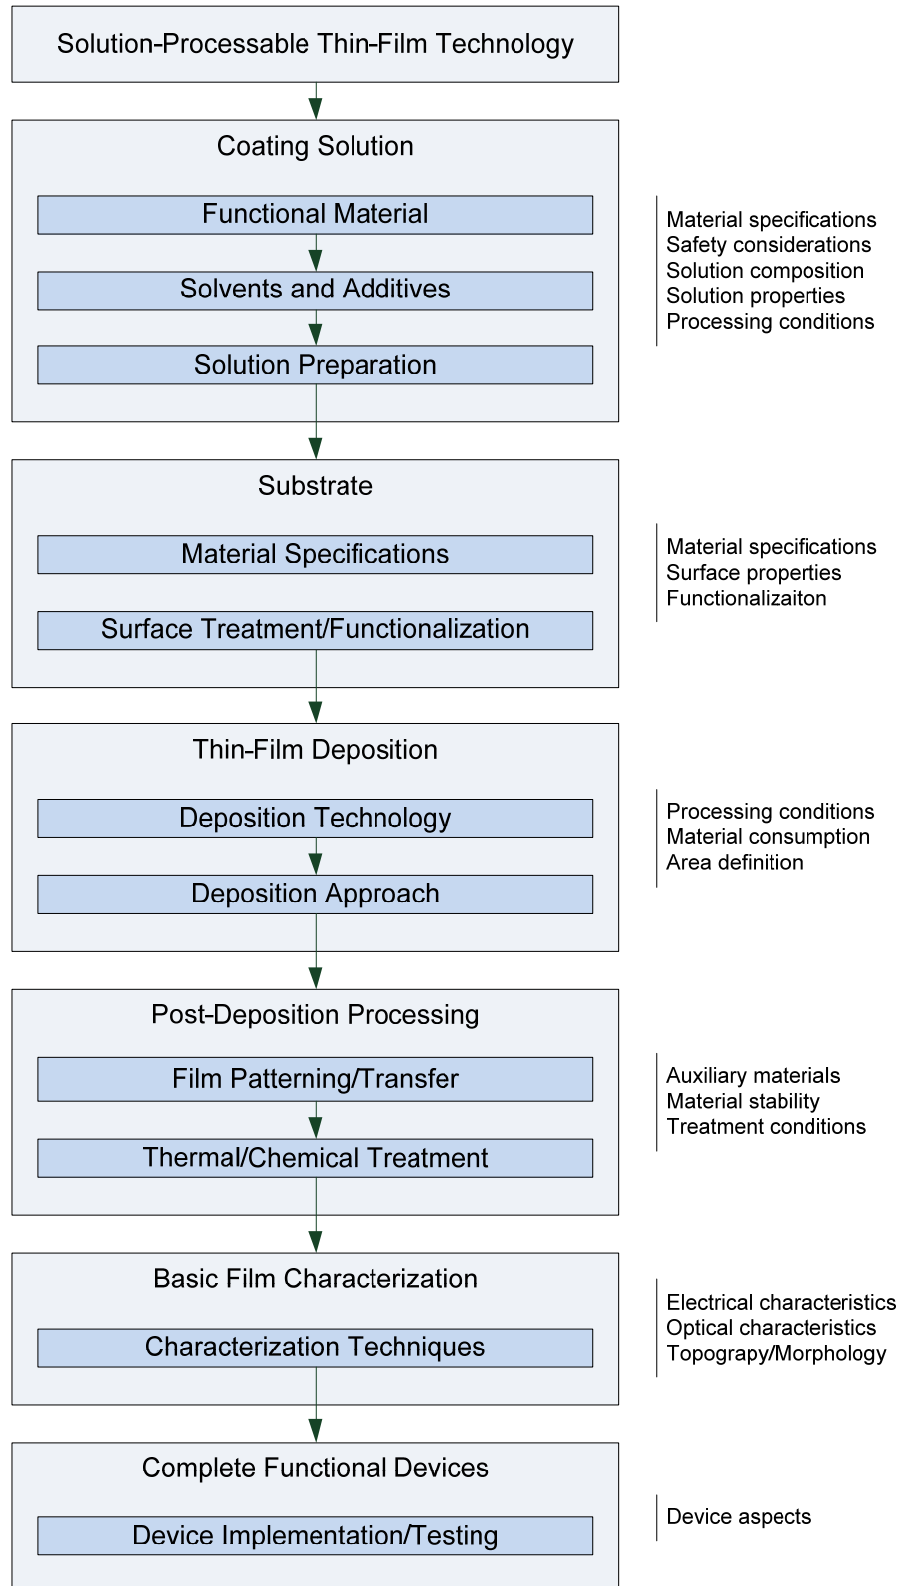 Solution-Processable Thin-Film Technology
Coating Solution
Functional Material
Solvents and Additives
Solution Preparation
Material specifications
Safety considerations
Solution composition
Solution properties
Processing conditions
Substrate
Material Specifications
Surface Treatment/Functionalization
Material specifications
Surface properties
Functionalizaiton
Thin-Film Deposition
Deposition Technology
Deposition Approach
Processing conditions
Material consumption
Area definition
Post-Deposition Processing
Film Patterning/Transfer
Thermal/Chemical Treatment
Auxiliary materials
Material stability
Treatment conditions
Basic Film Characterization
Characterization Techniques
Electrical characteristics
Optical characteristics
Topograpy/Morphology
Complete Functional Devices
Device Implementation/Testing
Device aspects